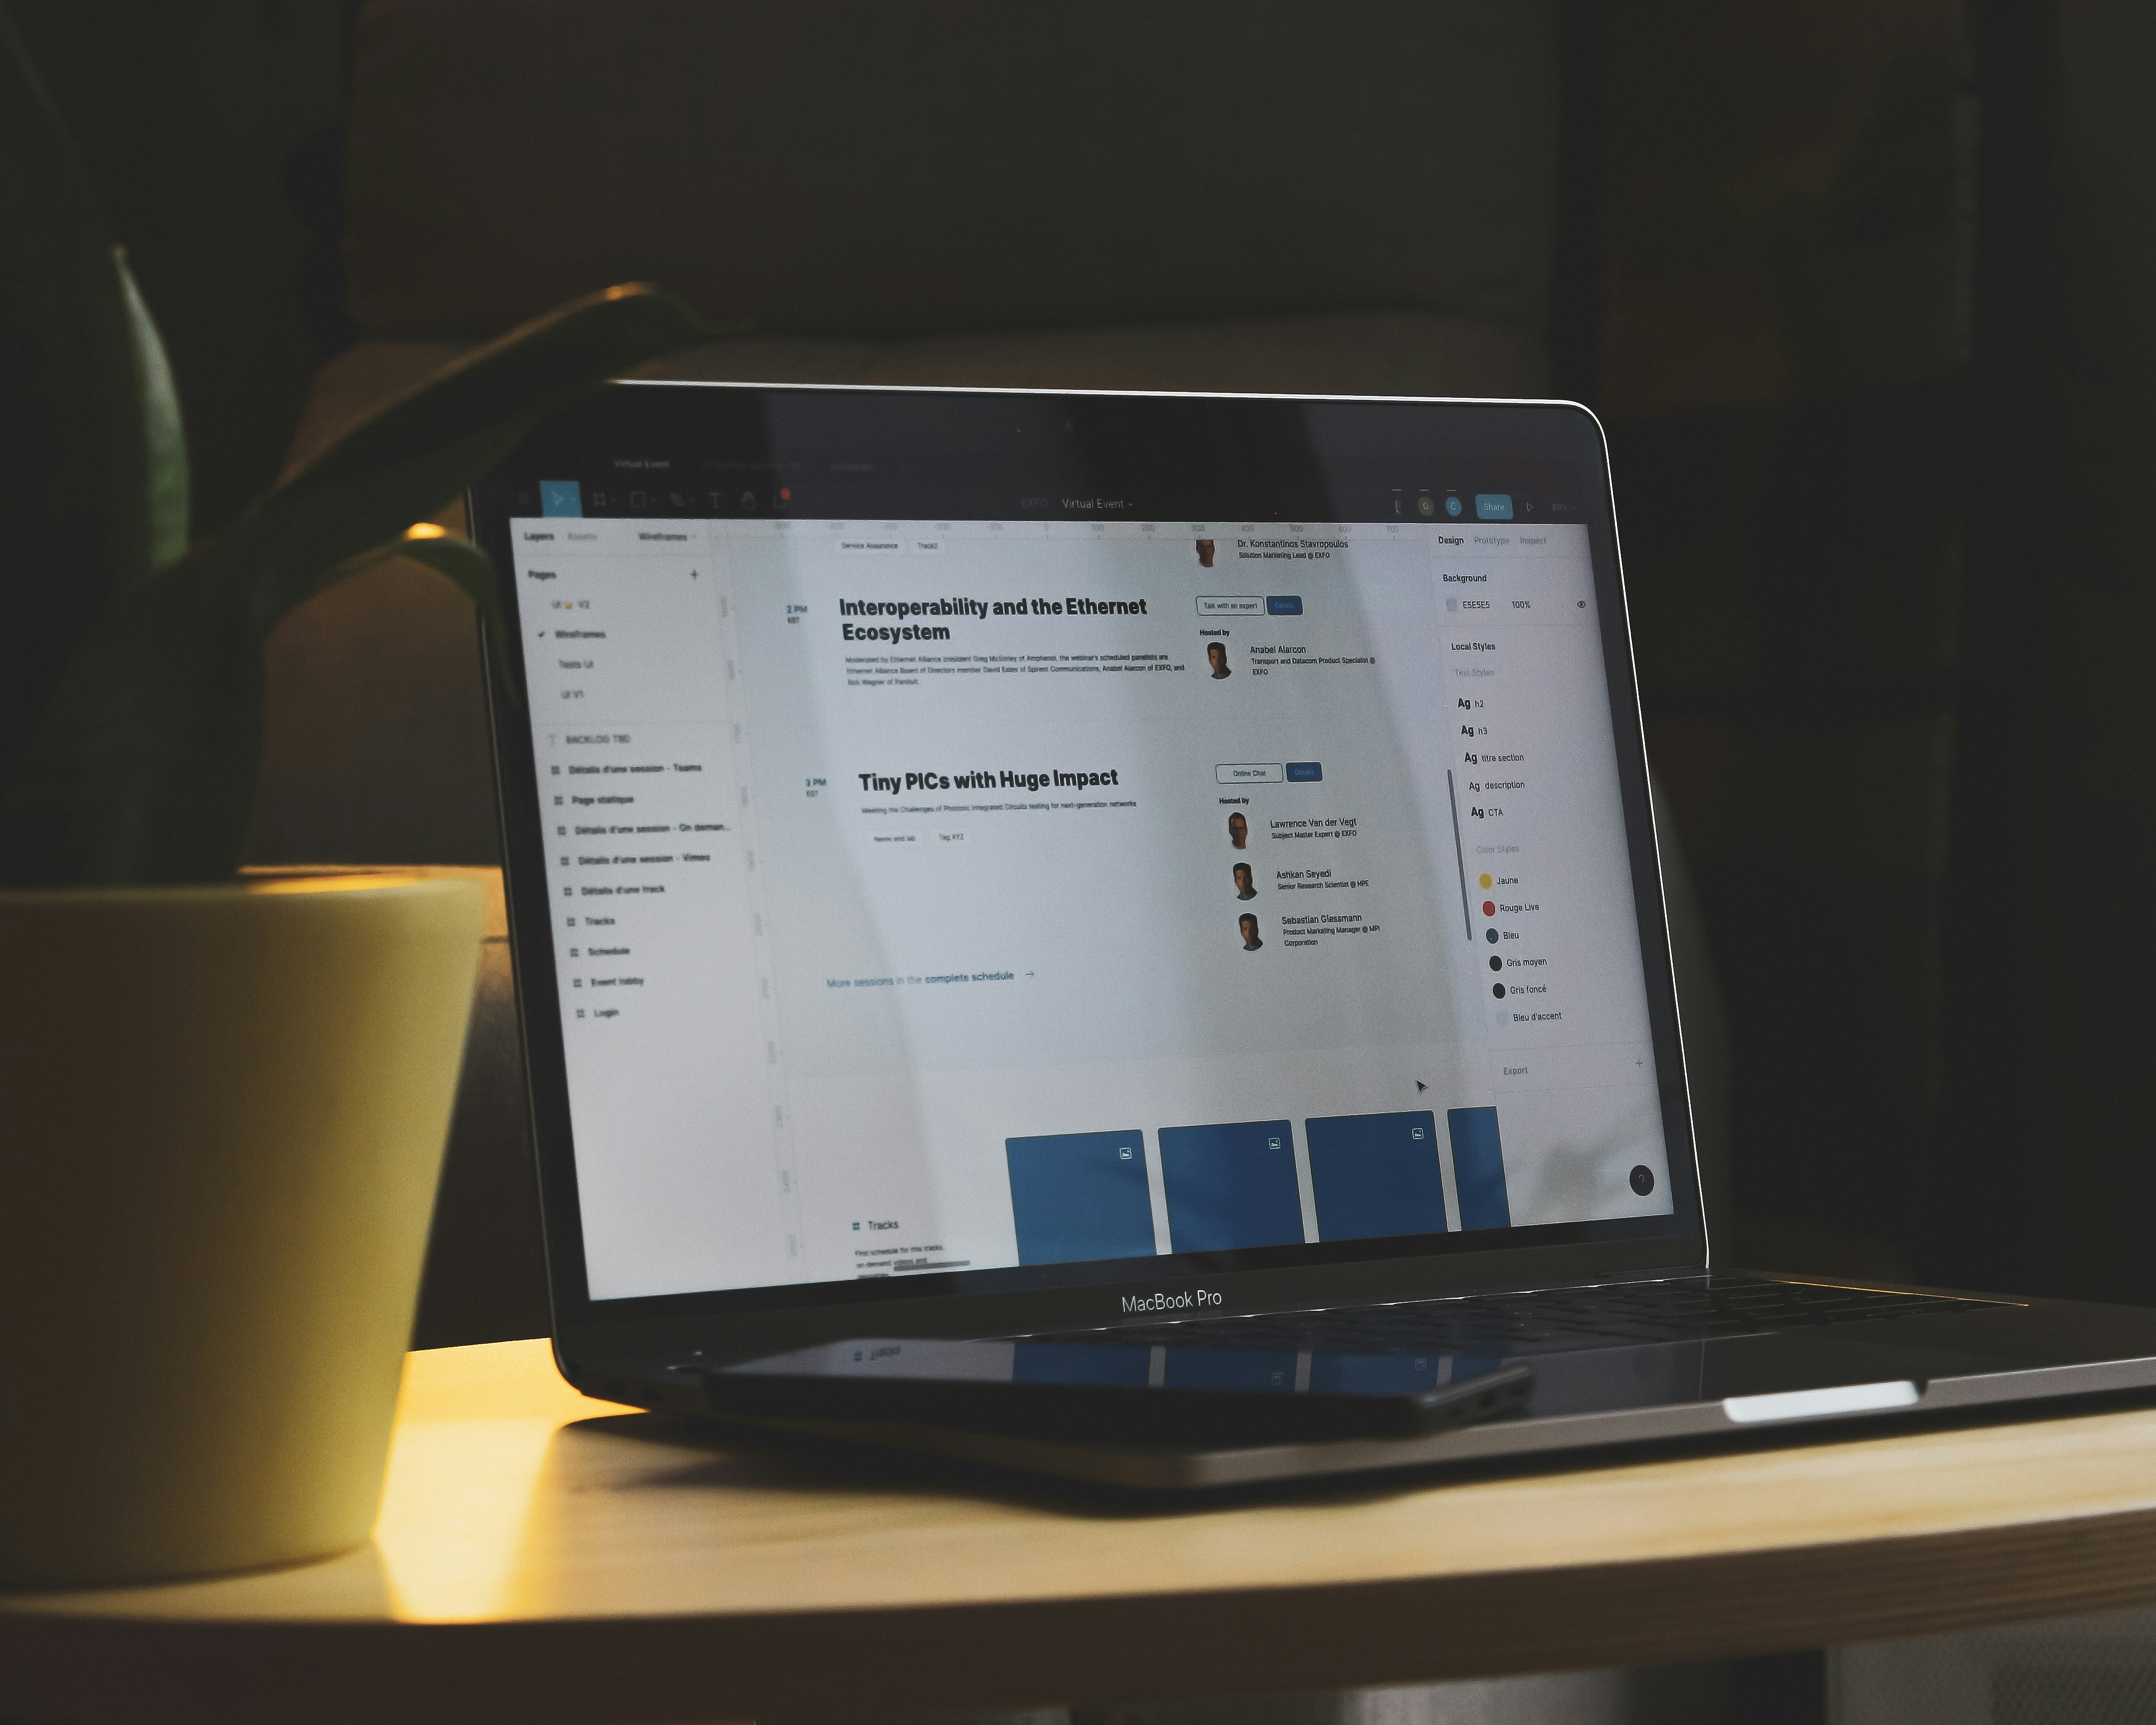 Virtual Event
EXFO Virtual Event
G
C
Share
Layers Assets Wireframes
Pages
UI V2
Wireframes
Tests UI
UI V1
BACKLOG TBD
Détails d'une session - Teams
Page statique
Détails d'une session - On deman...
Détails d'une session - Vimeo
Détails d'une track
Tracks
Schedule
Event lobby
Login
100 200 300 400 500 600 700
Service Assurance Track2
Dr. Konstantinos Stavropoulos
Solution Marketing Lead @ EXFO
2 PM
EST
Interoperability and the Ethernet
Ecosystem
Moderated by Ethernet Alliance president Greg McSorley of Amphenol, the webinar's scheduled panelists are
Ethernet Alliance Board of Directors member David Estes of Spirent Communications, Anabel Alarcon of EXFO, and
Rick Wagner of Panduit.
Talk with an expert Details
Hosted by
Anabel Alarcon
Transport and Datacom Product Specialist @
EXFO
3 PM
EST
Tiny PICs with Huge Impact
Meeting the Challenges of Photonic Integrated Circuits testing for next-generation networks
Name and lab Tag XYZ
Online Chat Details
Hosted by
Lawrence Van der Vegt
Subject Matter Expert @ EXFO
Ashkan Seyedi
Senior Research Scientist @ HPE
Sebastian Giessmann
Product Marketing Manager @ MPI
Corporation
More sessions in the complete schedule →
Tracks
Find schedule for this tracks,
on-demand videos and
Design Prototype Inspect
Background
E5E5E5 100%
Local Styles
Text Styles
Ag h2
Ag h3
Ag titre section
Ag description
Ag CTA
Color Styles
Jaune
Rouge Live
Bleu
Gris moyen
Gris foncé
Bleu d'accent
Export +
?
MacBook Pro